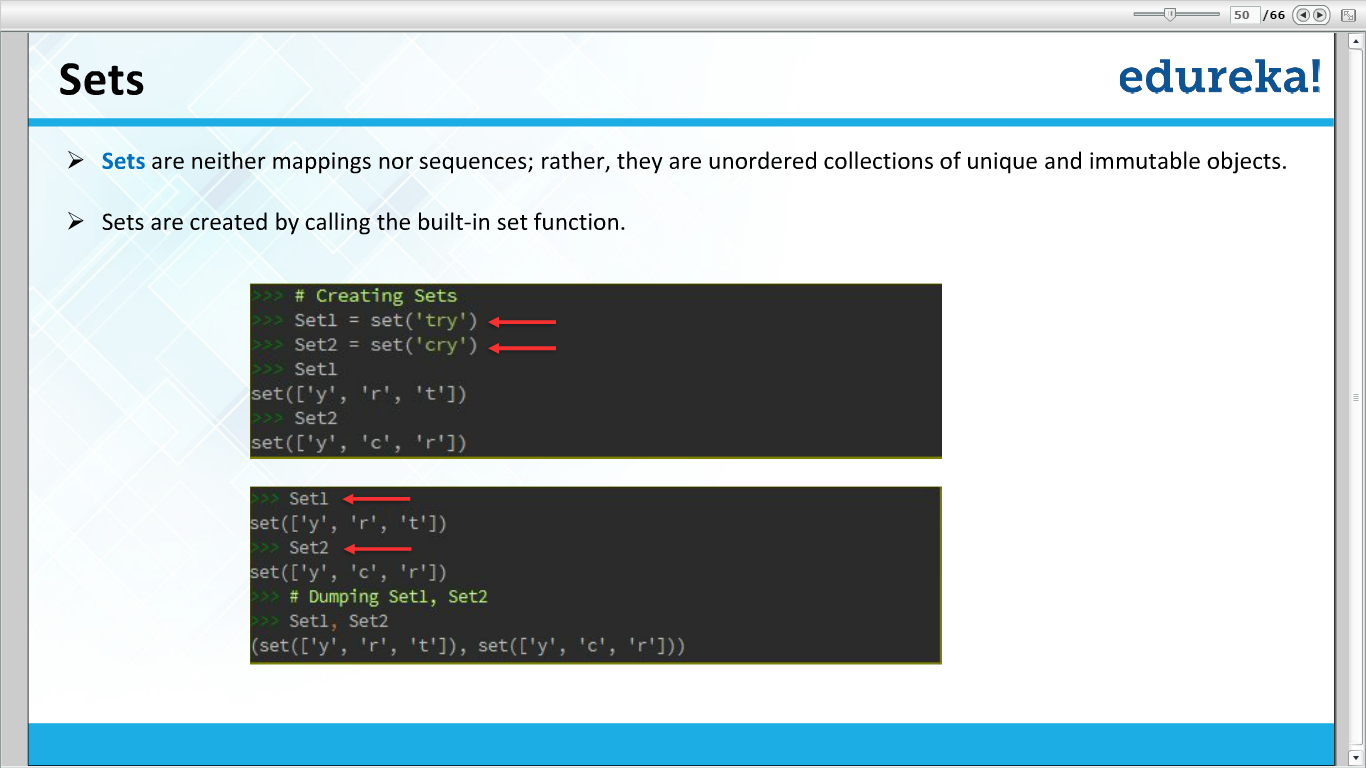 50 /66
Sets
edureka!
➢ Sets are neither mappings nor sequences; rather, they are unordered collections of unique and immutable objects.
➢ Sets are created by calling the built-in set function.
>>> # Creating Sets
>>> Set1 = set('try')
>>> Set2 = set('cry')
>>> Set1
set(['y', 'r', 't'])
>>> Set2
set(['y', 'c', 'r'])
>>> Set1
set(['y', 'r', 't'])
>>> Set2
set(['y', 'c', 'r'])
>>> # Dumping Set1, Set2
>>> Set1, Set2
(set(['y', 'r', 't']), set(['y', 'c', 'r']))